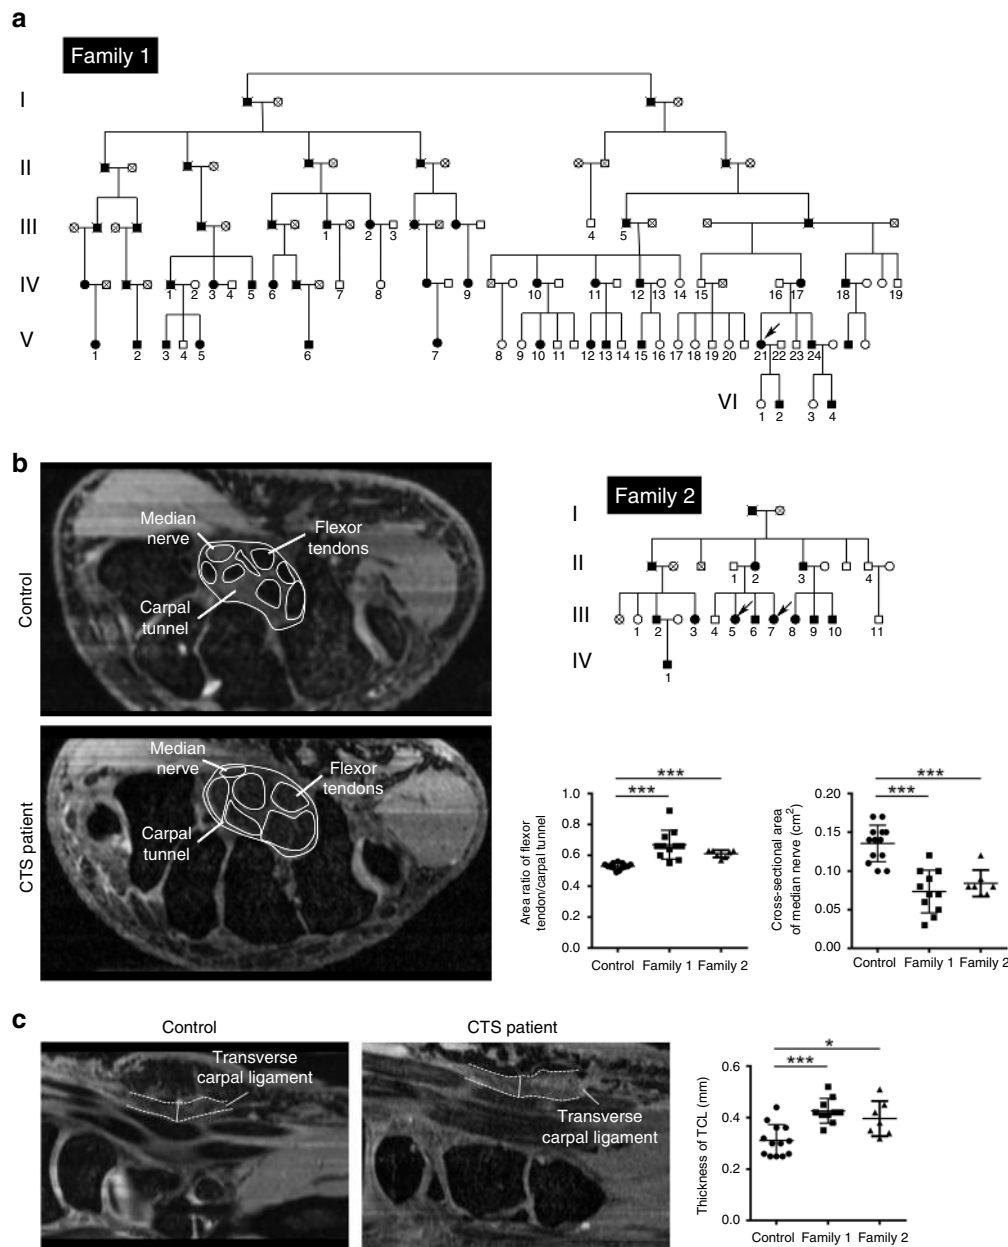 a
Family 1
I
II
III
1 2 3 4 5
IV
1 2 3 4 5 6 7 8 9 10 11 12 13 14 15 16 17 18 19
V
1 2 3 4 5 6 7 8 9 10 11 12 13 14 15 16 17 18 19 20 21 22 23 24
VI
1 2 3 4
b
Control
Median
nerve
Flexor
tendons
Carpal
tunnel
CTS patient
Median
nerve
Flexor
tendons
Carpal
tunnel
Family 2
I
II
1 2 3 4
III
1 2 3 4 5 6 7 8 9 10 11
IV
1
Area ratio of flexor
tendon/carpal tunnel
1.0
0.8
0.6
0.4
0.2
0.0
***
***
Control Family 1 Family 2
Cross-sectional area
of median nerve (cm²)
0.20
0.15
0.10
0.05
0.00
***
***
Control Family 1 Family 2
c
Control
Transverse
carpal ligament
CTS patient
Transverse
carpal ligament
Thickness of TCL (mm)
0.6
0.4
0.2
0.0
*
***
Control Family 1 Family 2